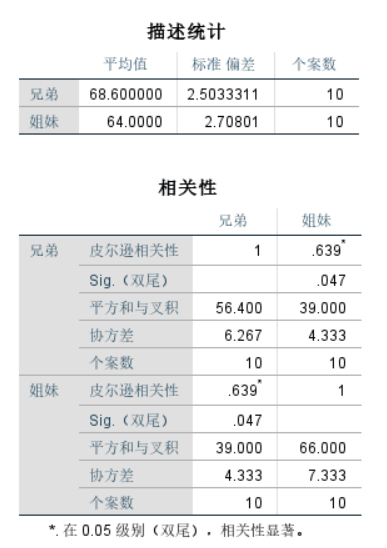 描述统计
平均值 标准 偏差 个案数
兄弟 68.600000 2.5033311 10
姐妹 64.0000 2.70801 10
相关性
兄弟 姐妹
兄弟 皮尔逊相关性 1 .639*
Sig.（双尾） .047
平方和与叉积 56.400 39.000
协方差 6.267 4.333
个案数 10 10
姐妹 皮尔逊相关性 .639* 1
Sig.（双尾） .047
平方和与叉积 39.000 66.000
协方差 4.333 7.333
个案数 10 10
*. 在 0.05 级别（双尾），相关性显著。